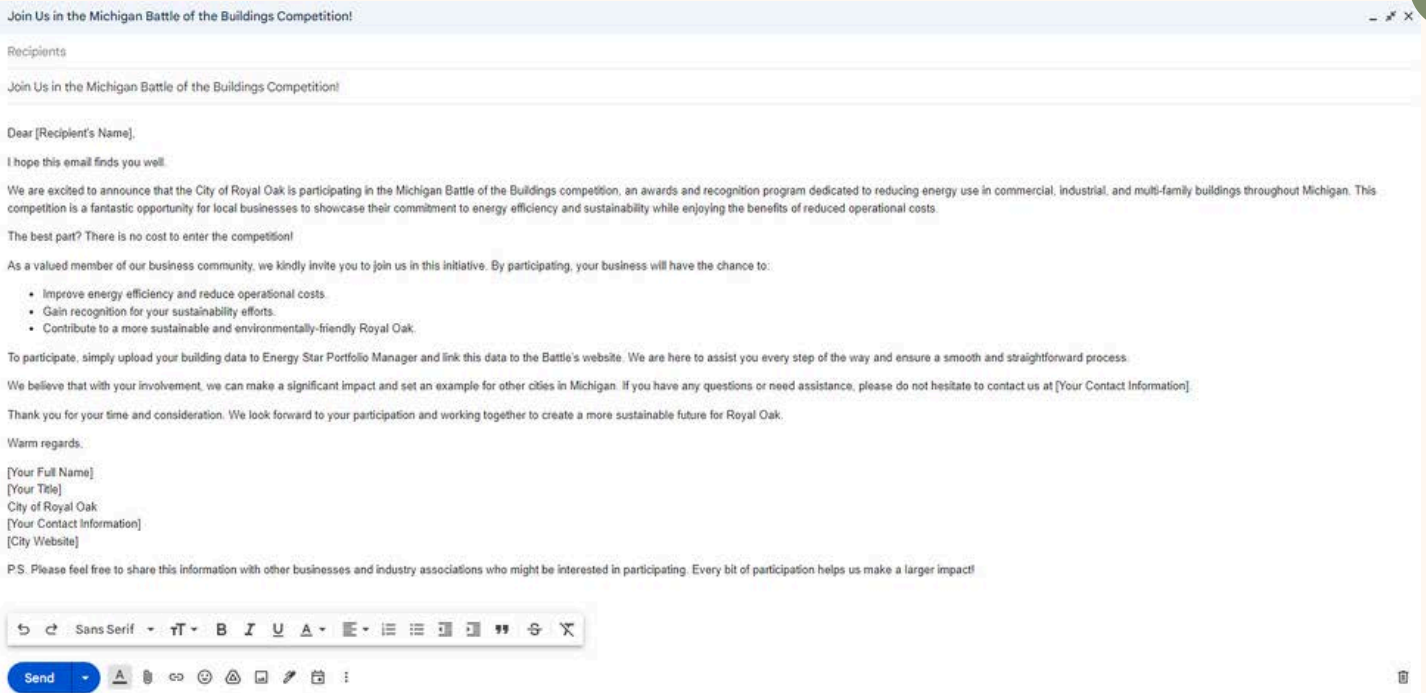 Join Us in the Michigan Battle of the Buildings Competition!
Recipients
Join Us in the Michigan Battle of the Buildings Competition!
Dear [Recipient's Name],
I hope this email finds you well.
We are excited to announce that the City of Royal Oak is participating in the Michigan Battle of the Buildings competition, an awards and recognition program dedicated to reducing energy use in commercial, industrial, and multi-family buildings throughout Michigan. This
competition is a fantastic opportunity for local businesses to showcase their commitment to energy efficiency and sustainability while enjoying the benefits of reduced operational costs.
The best part? There is no cost to enter the competition!
As a valued member of our business community, we kindly invite you to join us in this initiative. By participating, your business will have the chance to:
• Improve energy efficiency and reduce operational costs.
• Gain recognition for your sustainability efforts.
• Contribute to a more sustainable and environmentally-friendly Royal Oak.
To participate, simply upload your building data to Energy Star Portfolio Manager and link this data to the Battle's website. We are here to assist you every step of the way and ensure a smooth and straightforward process.
We believe that with your involvement, we can make a significant impact and set an example for other cities in Michigan. If you have any questions or need assistance, please do not hesitate to contact us at [Your Contact Information].
Thank you for your time and consideration. We look forward to your participation and working together to create a more sustainable future for Royal Oak.
Warm regards,
[Your Full Name]
[Your Title]
City of Royal Oak
[Your Contact Information]
[City Website]
P.S. Please feel free to share this information with other businesses and industry associations who might be interested in participating. Every bit of participation helps us make a larger impact!
Sans Serif
Send